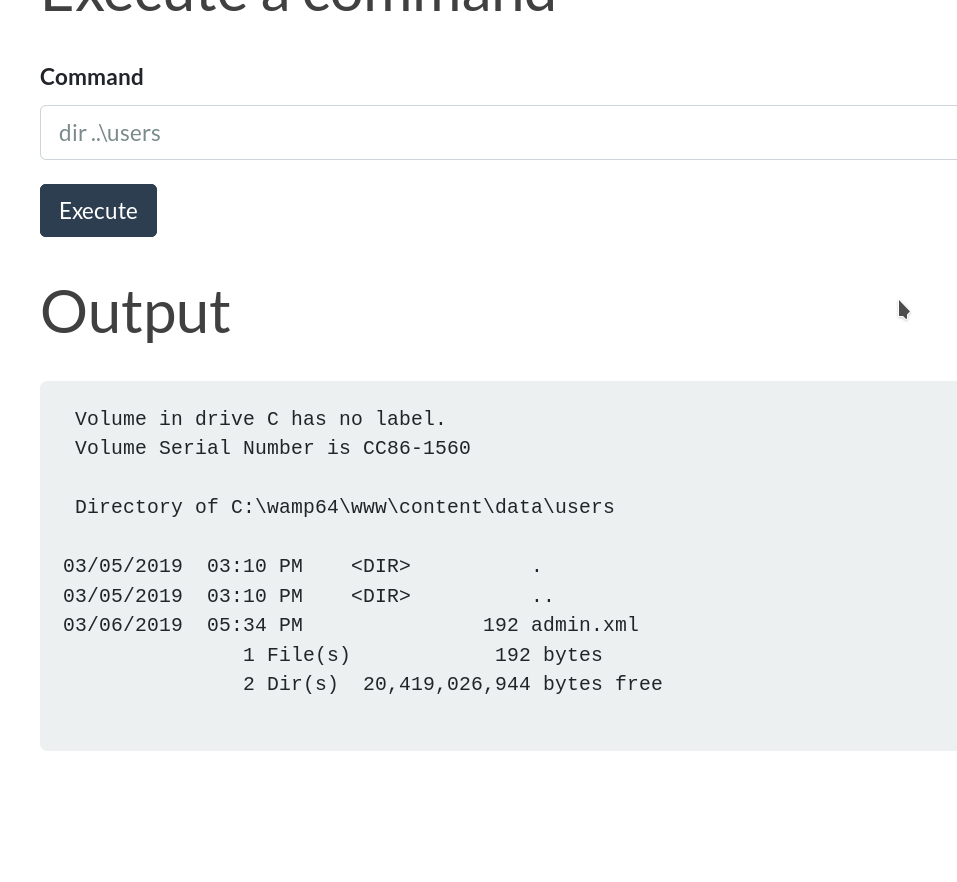 Execute a command
Command
dir ..\users
Execute
Output
 Volume in drive C has no label.
 Volume Serial Number is CC86-1560
 Directory of C:\wamp64\www\content\data\users
03/05/2019  03:10 PM    <DIR>          .
03/05/2019  03:10 PM    <DIR>          ..
03/06/2019  05:34 PM               192 admin.xml
               1 File(s)            192 bytes
               2 Dir(s)  20,419,026,944 bytes free